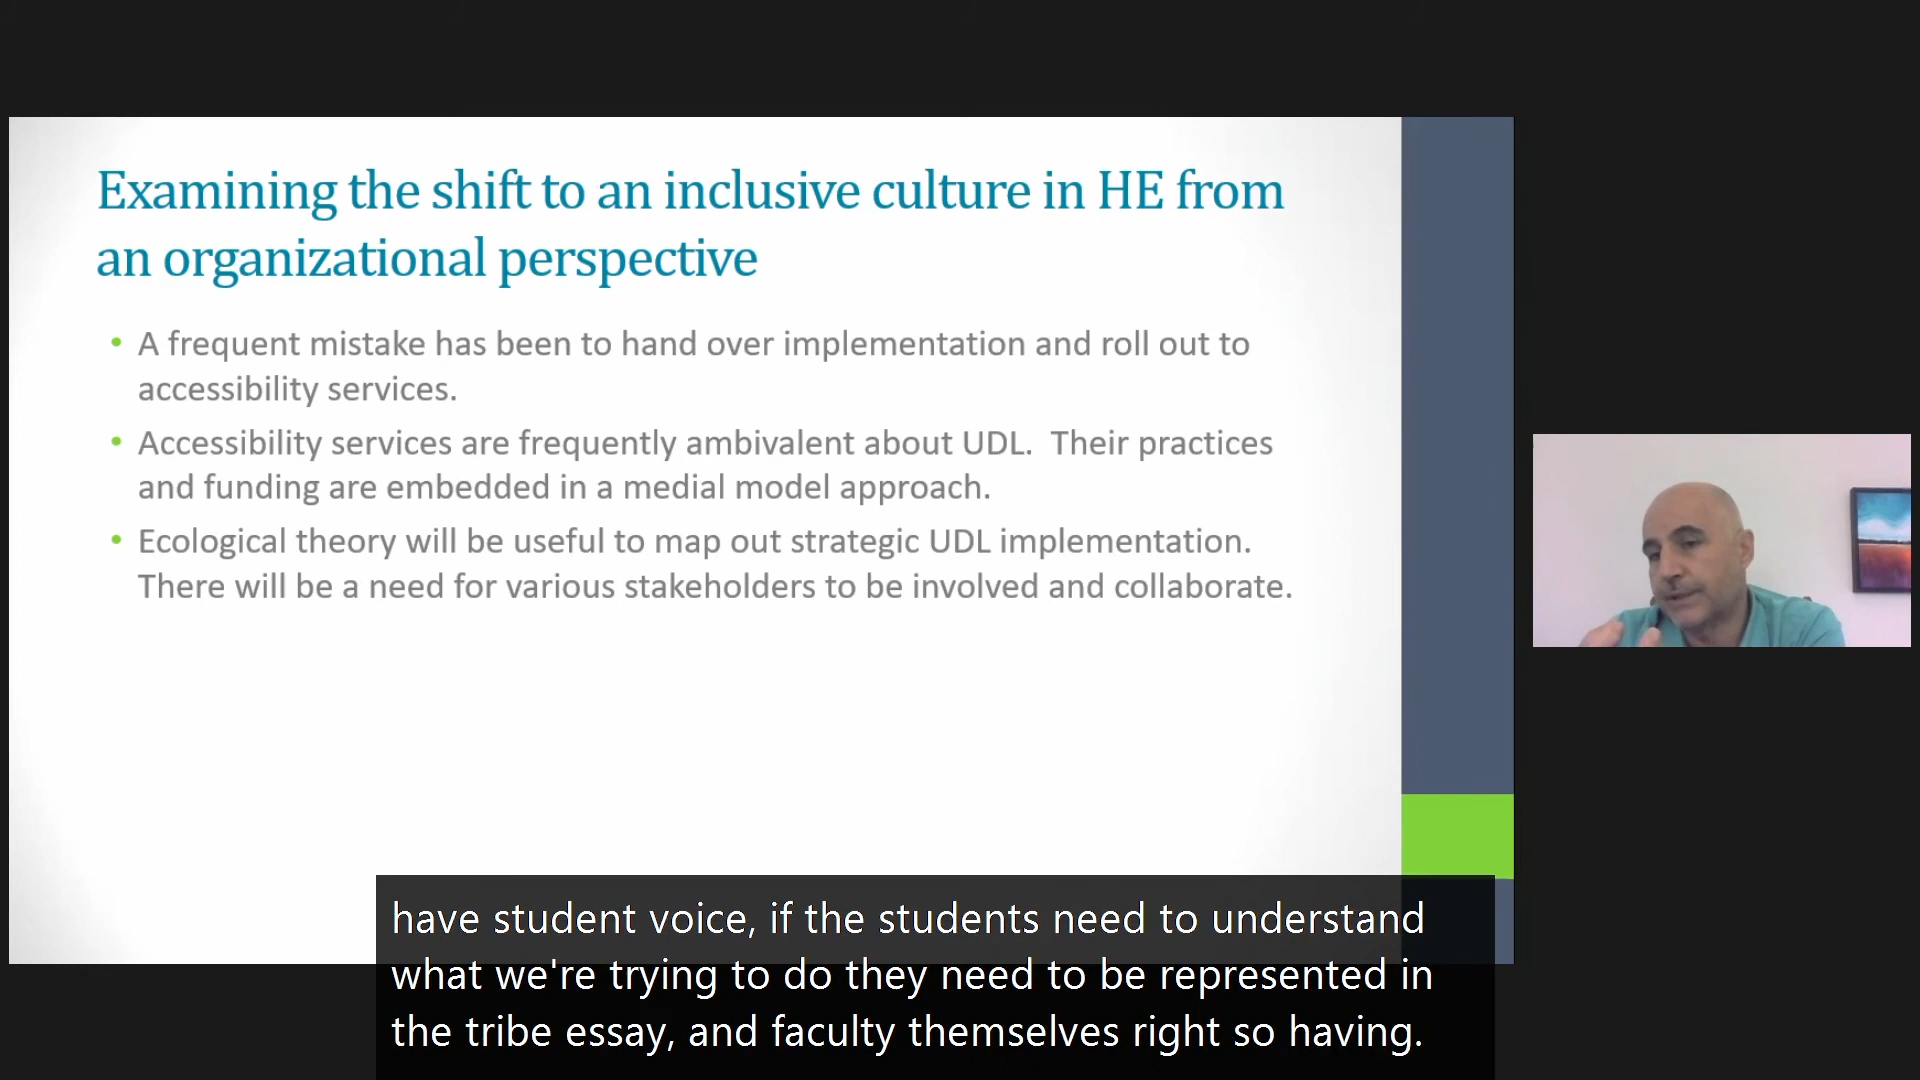 Examining the shift to an inclusive culture in HE from
an organizational perspective
• A frequent mistake has been to hand over implementation and roll out to
accessibility services.
• Accessibility services are frequently ambivalent about UDL.  Their practices
and funding are embedded in a medial model approach.
• Ecological theory will be useful to map out strategic UDL implementation.
There will be a need for various stakeholders to be involved and collaborate.
have student voice, if the students need to understand
what we're trying to do they need to be represented in
the tribe essay, and faculty themselves right so having.